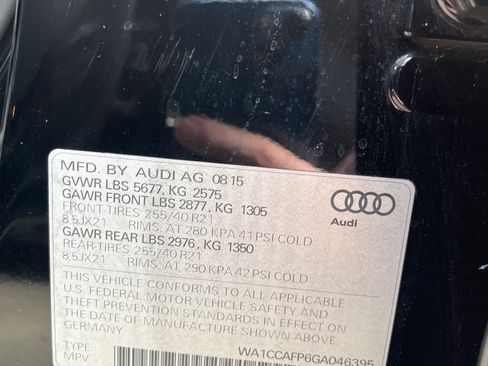 MFD. BY AUDI AG 08 15
GVWR LBS 5677, KG 2575
GAWR FRONT LBS 2877, KG 1305
FRONT-TIRES 255/40 R21
8.5JX21 RIMS. AT 280 KPA 41 PSI COLD
GAWR REAR LBS 2976, KG 1350
REAR-TIRES 255/40 R21
8.5JX21 RIMS. AT 290 KPA 42 PSI COLD
Audi
THIS VEHICLE CONFORMS TO ALL APPLICABLE
U.S. FEDERAL MOTOR VEHICLE SAFETY AND
THEFT PREVENTION STANDARDS IN EFFECT ON
THE DATE OF MANUFACTURE SHOWN ABOVE
GERMANY
WA1CCAFP6GA046395
TYPE
MPV